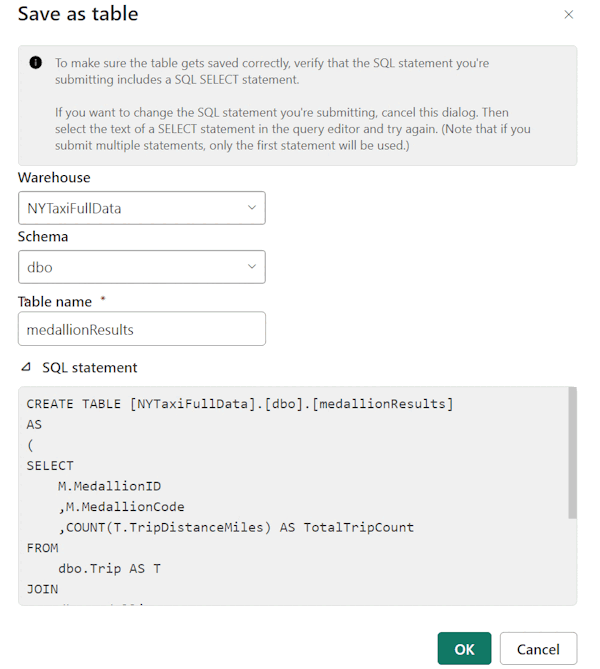 Save as table
To make sure the table gets saved correctly, verify that the SQL statement you're
submitting includes a SQL SELECT statement.
If you want to change the SQL statement you're submitting, cancel this dialog. Then
select the text of a SELECT statement in the query editor and try again. (Note that if you
submit multiple statements, only the first statement will be used.)
Warehouse
NYTaxiFullData
Schema
dbo
Table name *
medallionResults
SQL statement
CREATE TABLE [NYTaxiFullData].[dbo].[medallionResults]
AS
(
SELECT
M.MedallionID
,M.MedallionCode
,COUNT(T.TripDistanceMiles) AS TotalTripCount
FROM
dbo.Trip AS T
JOIN
OK
Cancel